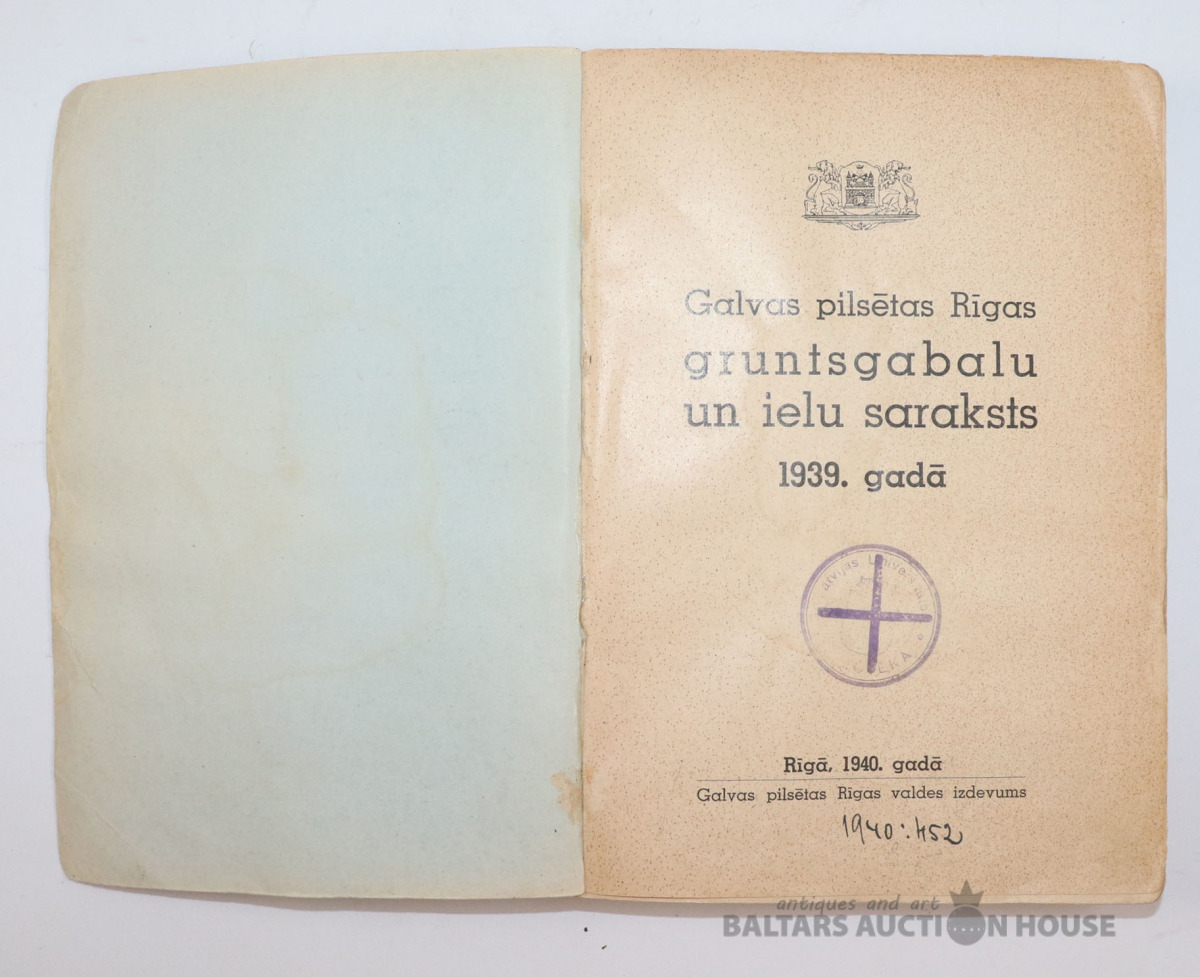 Galvas pilsētas Rīgas
gruntsgabalu
un ielu saraksts
1939. gadā
Rīgā, 1940. gadā
Galvas pilsētas Rīgas valdes izdevums
1940:452
antiques and art
BALTARS AUCTION HOUSE